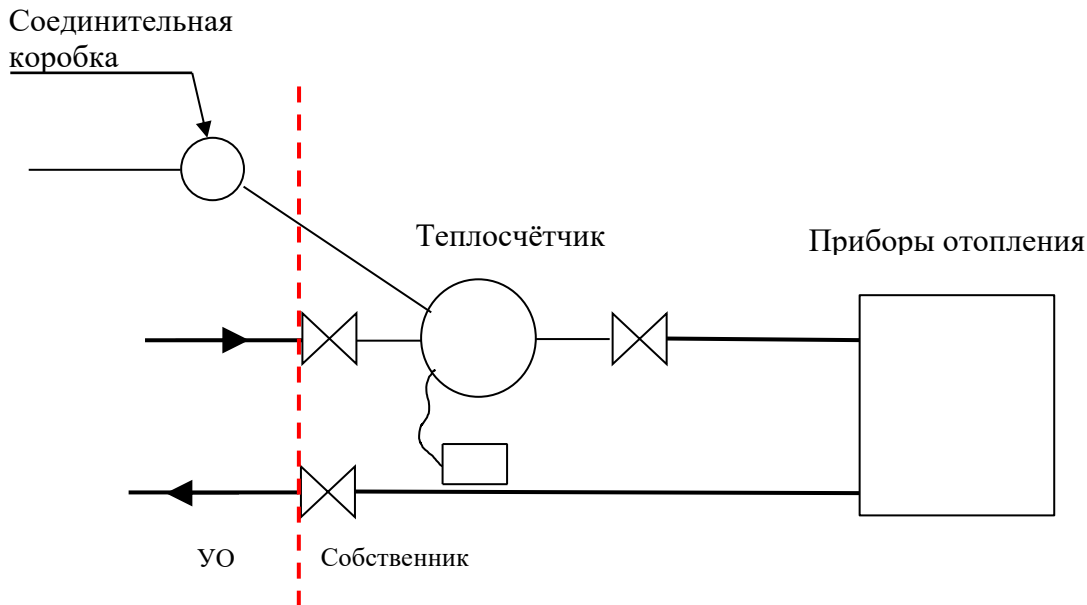 Соединительная
коробка
Теплосчётчик
Приборы отопления
УО
Собственник